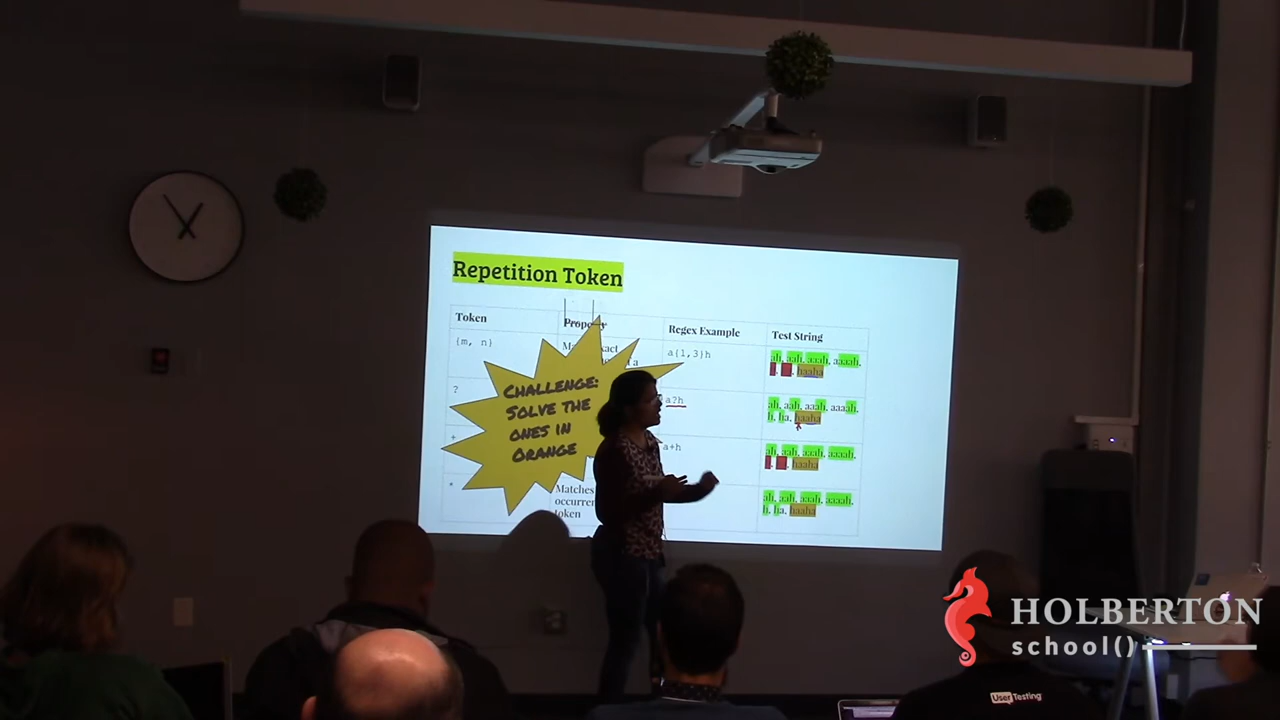 Repetition Token
Token
Property
Regex Example
Test String
{m, n}
a{1,3}h
ah, aah, aaah, aaaah,
haaha
?
a?h
ah, aah, aaah, aaaah,
h, ha, haaha
+
a+h
ah, aah, aaah, aaaah,
haaha
*
Matches
occurren
token
ah, aah, aaah, aaaah,
h, ha, haaha
CHALLENGE:
SOLVE THE
ONES IN
ORANGE
HOLBERTON
school()
UserTesting